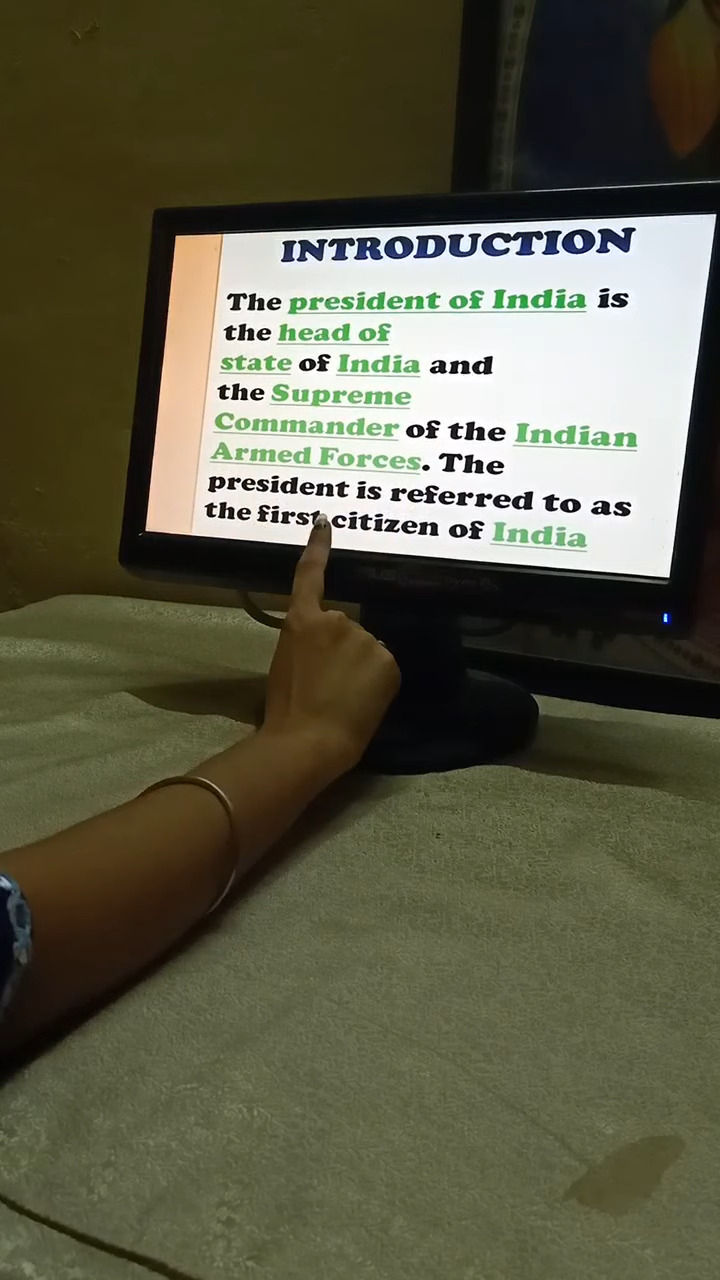 INTRODUCTION
The president of India is
the head of
state of India and
the Supreme
Commander of the Indian
Armed Forces. The
president is referred to as
the first citizen of India